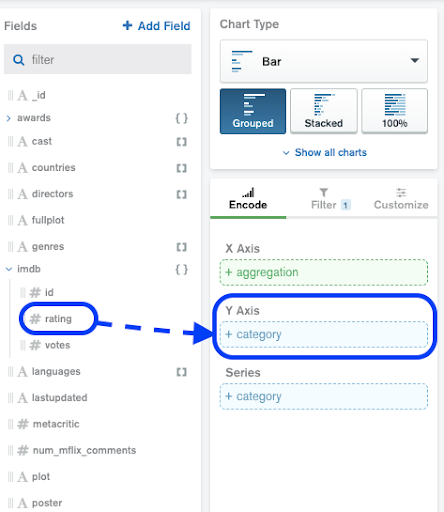 Fields
+ Add Field
filter
A _id
awards { }
A cast [ ]
A countries [ ]
A directors [ ]
A fullplot
A genres [ ]
imdb { }
# id
# rating
# votes
A languages [ ]
A lastupdated
# metacritic
# num_mflix_comments
A plot
A poster
Chart Type
Bar
Grouped
Stacked
100%
Show all charts
Encode
Filter 1
Customize
X Axis
+ aggregation
Y Axis
+ category
Series
+ category